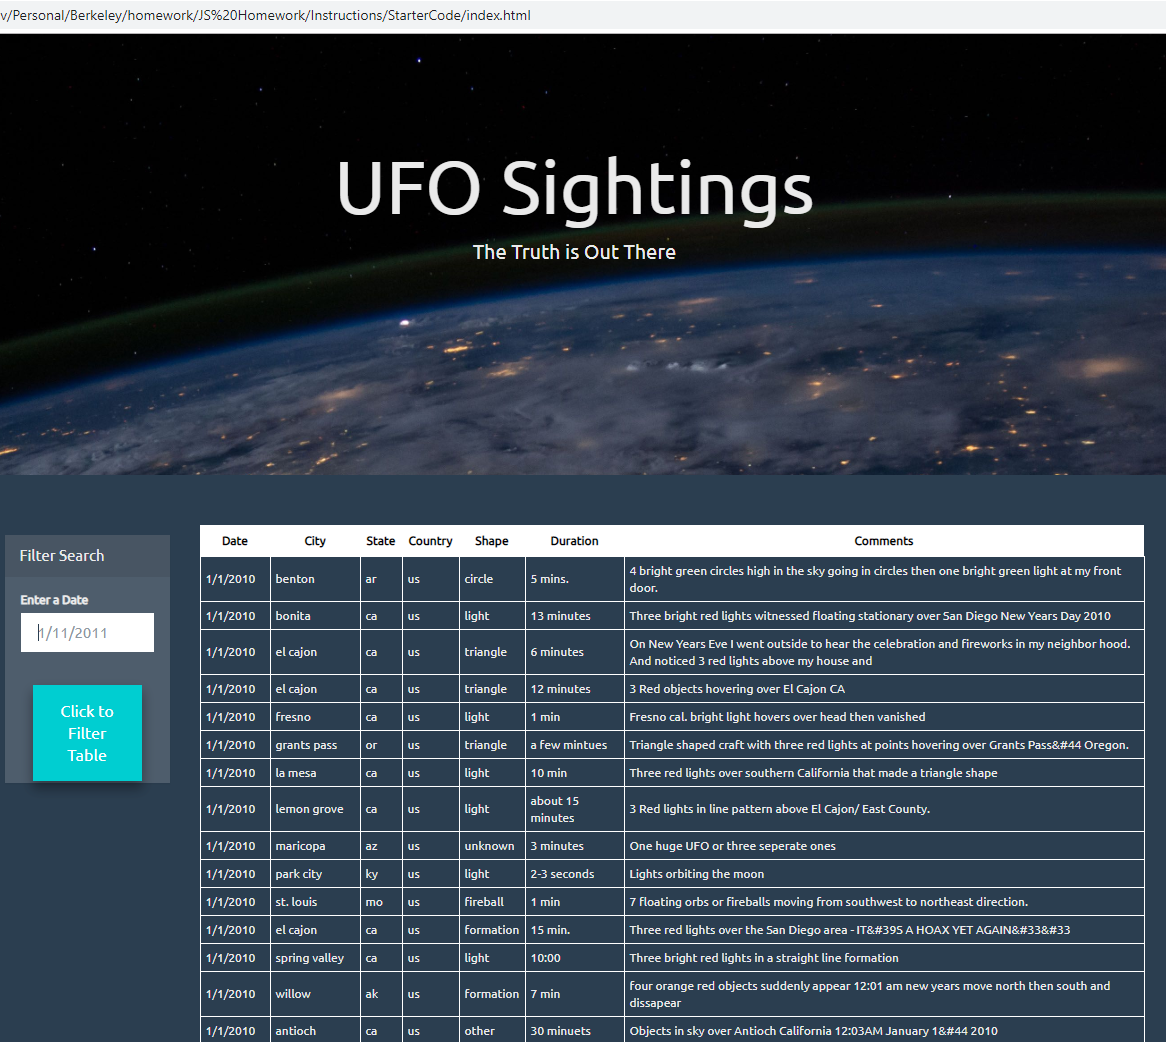 v/Personal/Berkeley/homework/JS%20Homework/Instructions/StarterCode/index.html
UFO Sightings
The Truth is Out There
Filter Search
Enter a Date
1/11/2011
Click to
Filter
Table
Date City State Country Shape Duration Comments
1/1/2010 benton ar us circle 5 mins. 4 bright green circles high in the sky going in circles then one bright green light at my front
door.
1/1/2010 bonita ca us light 13 minutes Three bright red lights witnessed floating stationary over San Diego New Years Day 2010
1/1/2010 el cajon ca us triangle 6 minutes On New Years Eve I went outside to hear the celebration and fireworks in my neighbor hood.
And noticed 3 red lights above my house and
1/1/2010 el cajon ca us triangle 12 minutes 3 Red objects hovering over El Cajon CA
1/1/2010 fresno ca us light 1 min Fresno cal. bright light hovers over head then vanished
1/1/2010 grants pass or us triangle a few mintues Triangle shaped craft with three red lights at points hovering over Grants Pass&#44 Oregon.
1/1/2010 la mesa ca us light 10 min Three red lights over southern California that made a triangle shape
1/1/2010 lemon grove ca us light about 15
minutes 3 Red lights in line pattern above El Cajon/ East County.
1/1/2010 maricopa az us unknown 3 minutes One huge UFO or three seperate ones
1/1/2010 park city ky us light 2-3 seconds Lights orbiting the moon
1/1/2010 st. louis mo us fireball 1 min 7 floating orbs or fireballs moving from southwest to northeast direction.
1/1/2010 el cajon ca us formation 15 min. Three red lights over the San Diego area - IT&#39S A HOAX YET AGAIN&#33&#33
1/1/2010 spring valley ca us light 10:00 Three bright red lights in a straight line formation
1/1/2010 willow ak us formation 7 min four orange red objects suddenly appear 12:01 am new years move north then south and
dissapear
1/1/2010 antioch ca us other 30 minuets Objects in sky over Antioch California 12:03AM January 1&#44 2010